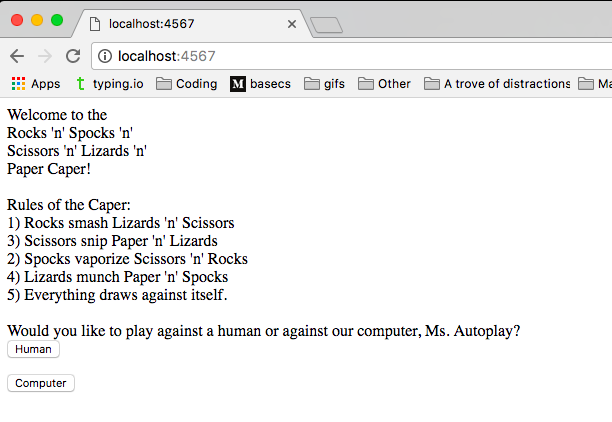 localhost:4567
localhost:4567
Apps typing.io Coding M basecs gifs Other A trove of distractions
Welcome to the
Rocks 'n' Spocks 'n'
Scissors 'n' Lizards 'n'
Paper Caper!
Rules of the Caper:
1) Rocks smash Lizards 'n' Scissors
3) Scissors snip Paper 'n' Lizards
2) Spocks vaporize Scissors 'n' Rocks
4) Lizards munch Paper 'n' Spocks
5) Everything draws against itself.
Would you like to play against a human or against our computer, Ms. Autoplay?
Human
Computer